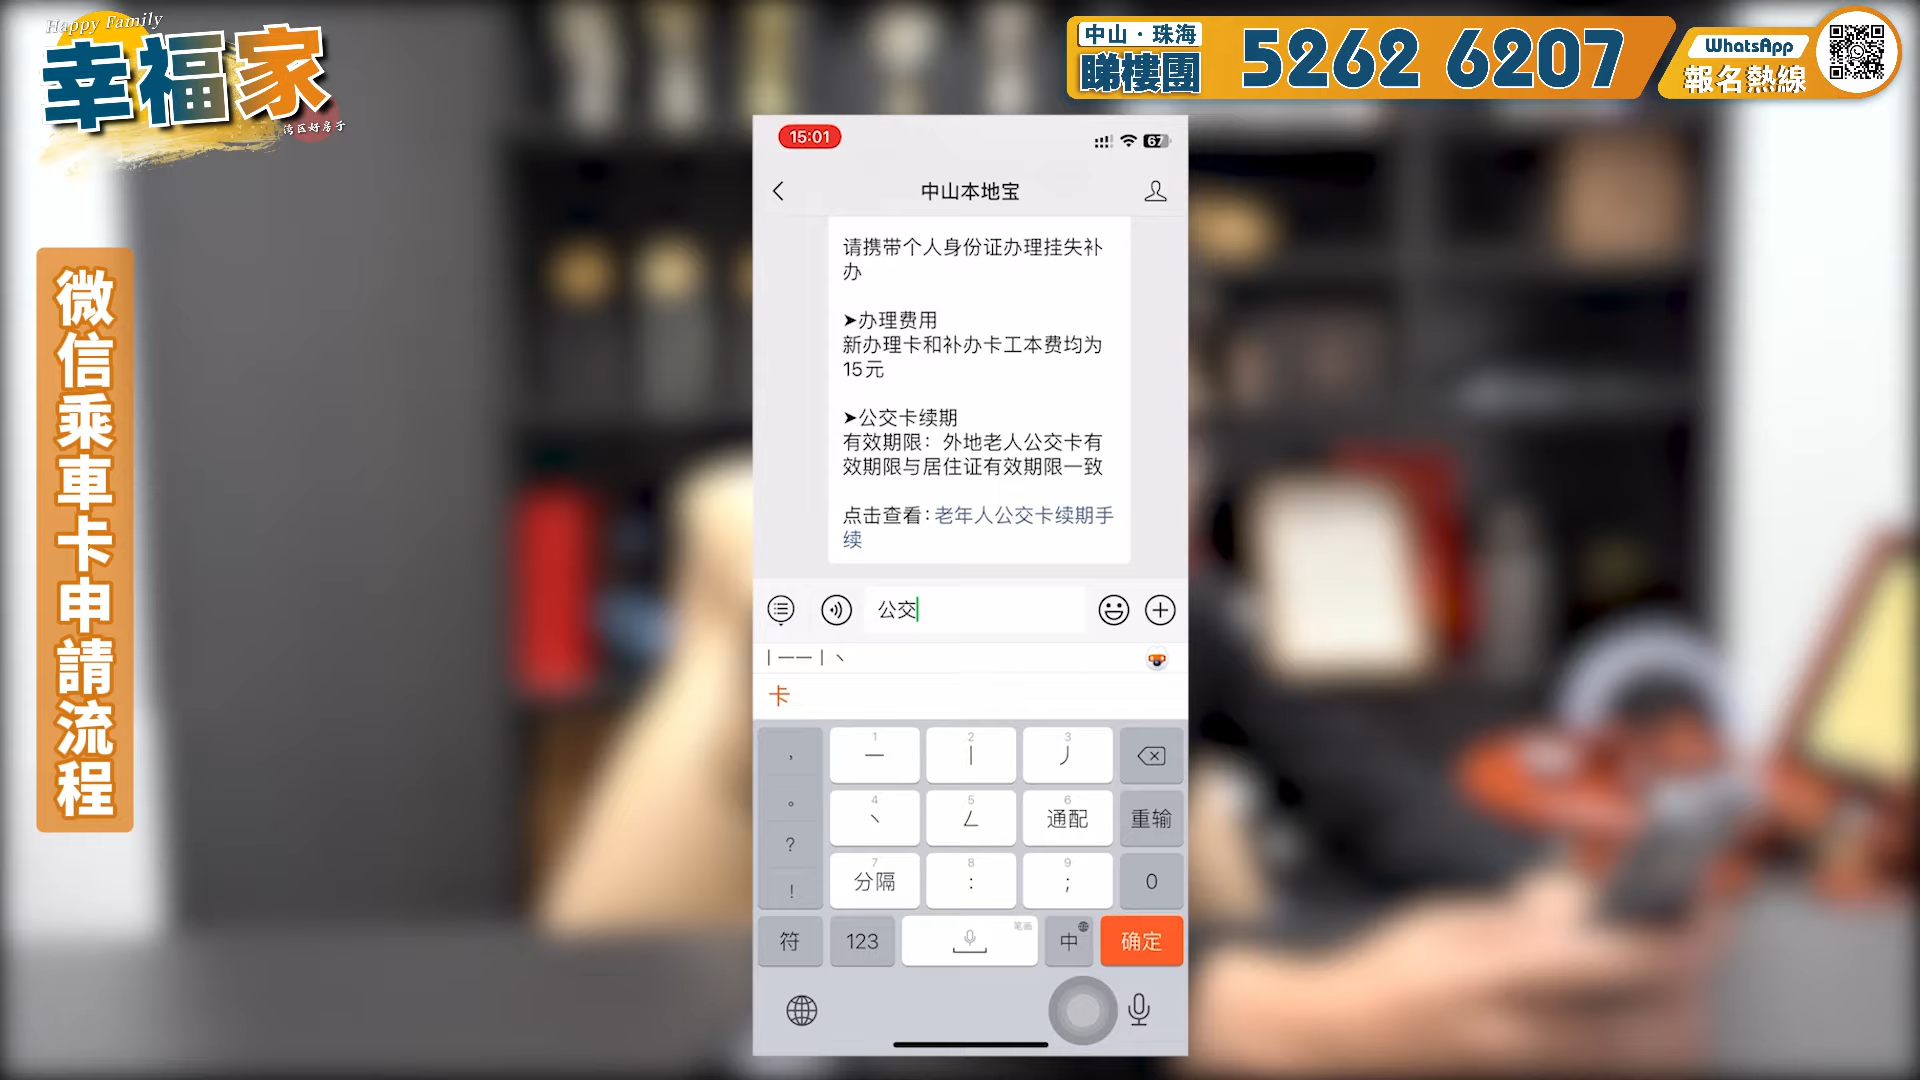 Happy Family
幸福家
湾区好房子
中山·珠海
睇樓團
5262 6207
WhatsApp
報名熱線
微信乘車卡申請流程
15:01
67
中山本地宝
请携带个人身份证办理挂失补
办
➤办理费用
新办理卡和补办卡工本费均为
15元
➤公交卡续期
有效期限：外地老人公交卡有
效期限与居住证有效期限一致
点击查看:老年人公交卡续期手
续
公交
丨一一丨丶
卡
，
1
一
2
丨
3
丿
。
4
丶
5
𠃋
6
通配
重输
？
7
分隔
8
：
9
；
0
！
符
123
笔画
中
确定